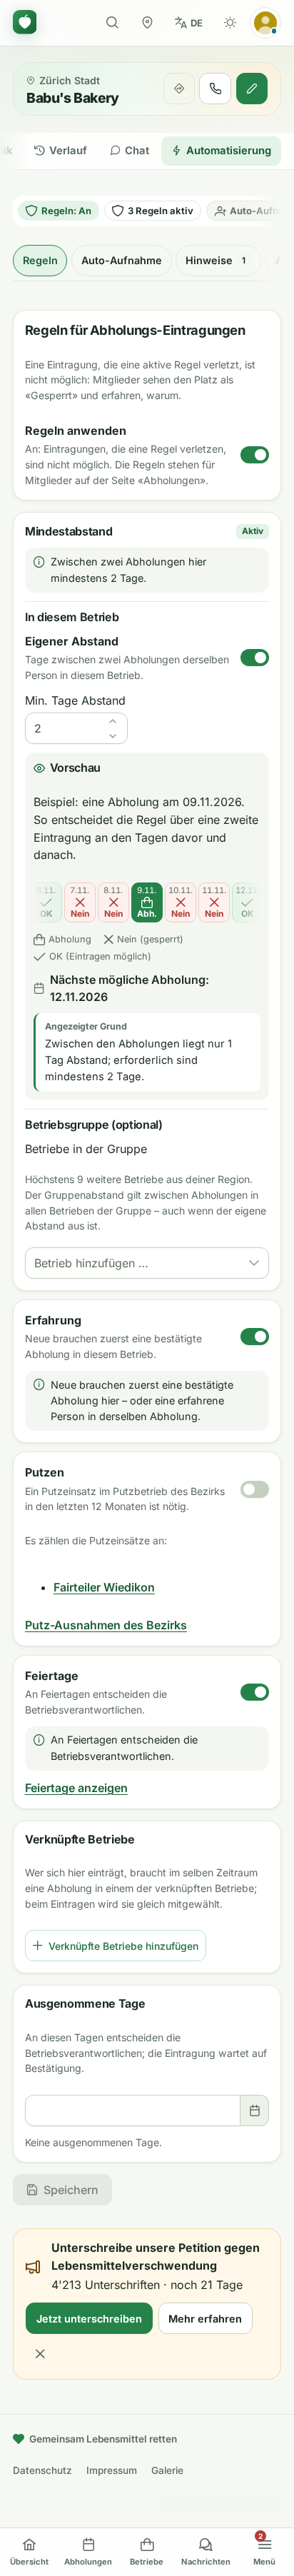 DE
Zürich Stadt
Babu's Bakery
Verlauf
Chat
Automatisierung
Regeln: An
3 Regeln aktiv
Regeln
Auto-Aufnahme
Hinweise 1
Regeln für Abholungs-Eintragungen
Eine Eintragung, die eine aktive Regel verletzt, ist
nicht möglich: Mitglieder sehen den Platz als
«Gesperrt» und erfahren, warum.
Regeln anwenden
An: Eintragungen, die eine Regel verletzen,
sind nicht möglich. Die Regeln stehen für
Mitglieder auf der Seite «Abholungen».
Mindestabstand
Aktiv
Zwischen zwei Abholungen hier
mindestens 2 Tage.
In diesem Betrieb
Eigener Abstand
Tage zwischen zwei Abholungen derselben
Person in diesem Betrieb.
Min. Tage Abstand
2
Vorschau
Beispiel: eine Abholung am 09.11.2026.
So entscheidet die Regel über eine zweite
Eintragung an den Tagen davor und
danach.
7.11. 8.11. 9.11. 10.11. 11.11.
OK Nein Nein Abh. Nein Nein OK
Abholung
Nein (gesperrt)
OK (Eintragen möglich)
Nächste mögliche Abholung:
12.11.2026
Angezeigter Grund
Zwischen den Abholungen liegt nur 1
Tag Abstand; erforderlich sind
mindestens 2 Tage.
Betriebsgruppe (optional)
Betriebe in der Gruppe
Höchstens 9 weitere Betriebe aus deiner Region.
Der Gruppenabstand gilt zwischen Abholungen in
allen Betrieben der Gruppe – auch wenn der eigene
Abstand aus ist.
Betrieb hinzufügen …
Erfahrung
Neue brauchen zuerst eine bestätigte
Abholung in diesem Betrieb.
Neue brauchen zuerst eine bestätigte
Abholung hier – oder eine erfahrene
Person in derselben Abholung.
Putzen
Ein Putzeinsatz im Putzbetrieb des Bezirks
in den letzten 12 Monaten ist nötig.
Es zählen die Putzeinsätze an:
• Fairteiler Wiedikon
Putz-Ausnahmen des Bezirks
Feiertage
An Feiertagen entscheiden die
Betriebsverantwortlichen.
An Feiertagen entscheiden die
Betriebsverantwortlichen.
Feiertage anzeigen
Verknüpfte Betriebe
Wer sich hier einträgt, braucht im selben Zeitraum
eine Abholung in einem der verknüpften Betriebe;
beim Eintragen wird sie gleich mitgewählt.
Verknüpfte Betriebe hinzufügen
Ausgenommene Tage
An diesen Tagen entscheiden die
Betriebsverantwortlichen; die Eintragung wartet auf
Bestätigung.
Keine ausgenommenen Tage.
Speichern
Unterschreibe unsere Petition gegen
Lebensmittelverschwendung
4'213 Unterschriften · noch 21 Tage
Jetzt unterschreiben
Mehr erfahren
Gemeinsam Lebensmittel retten
Datenschutz
Impressum
Galerie
2
Übersicht
Abholungen
Betriebe
Nachrichten
Menü